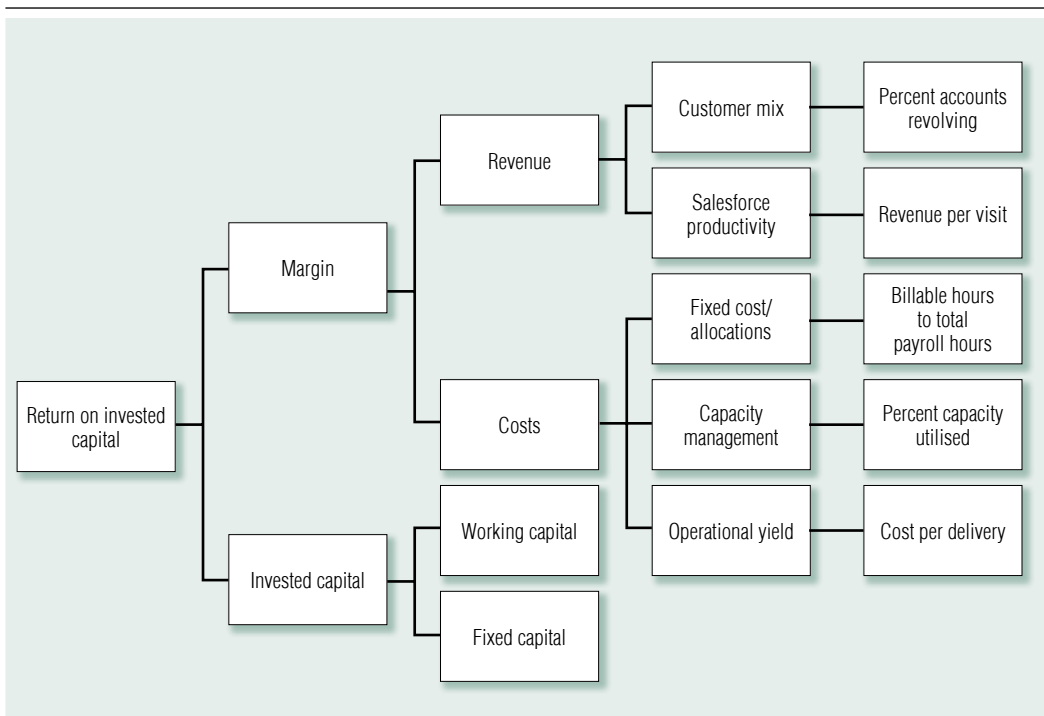 Return on invested
capital
Margin
Invested capital
Revenue
Costs
Working capital
Fixed capital
Customer mix
Salesforce
productivity
Fixed cost/
allocations
Capacity
management
Operational yield
Percent accounts
revolving
Revenue per visit
Billable hours
to total
payroll hours
Percent capacity
utilised
Cost per delivery